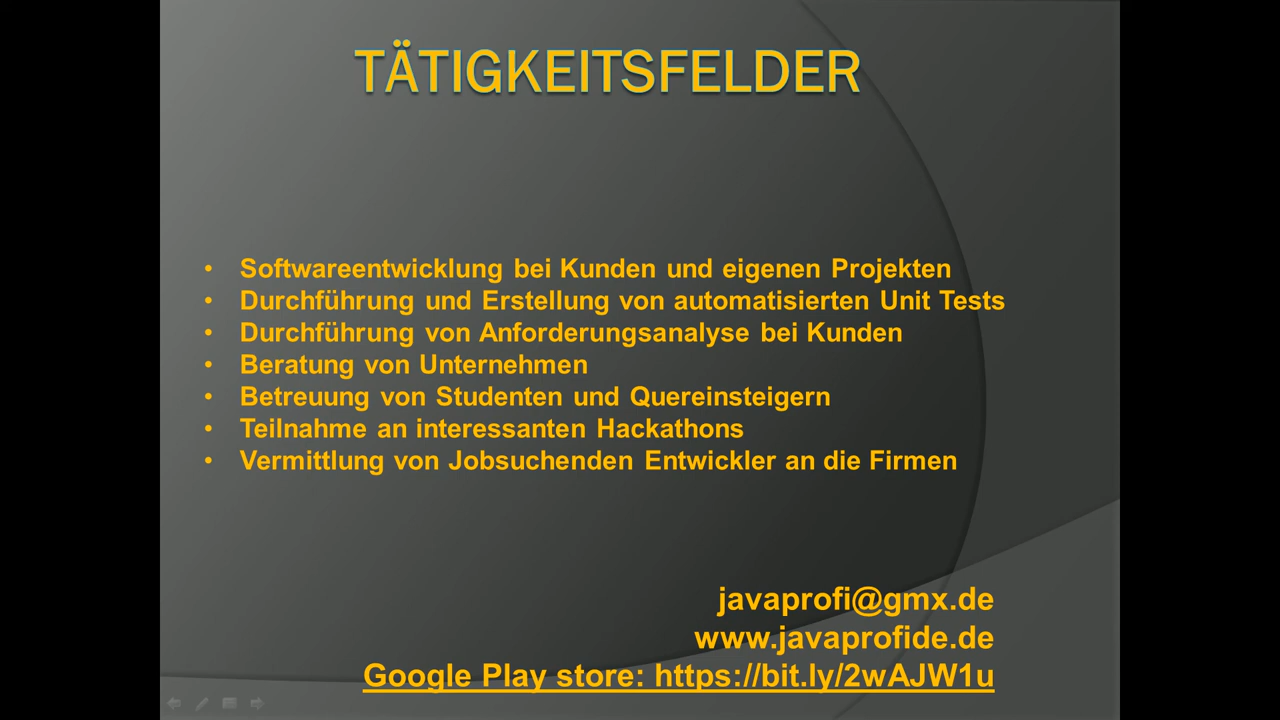 TÄTIGKEITSFELDER
• Softwareentwicklung bei Kunden und eigenen Projekten
• Durchführung und Erstellung von automatisierten Unit Tests
• Durchführung von Anforderungsanalyse bei Kunden
• Beratung von Unternehmen
• Betreuung von Studenten und Quereinsteigern
• Teilnahme an interessanten Hackathons
• Vermittlung von Jobsuchenden Entwickler an die Firmen
javaprofi@gmx.de
www.javaprofide.de
Google Play store: https://bit.ly/2wAJW1u